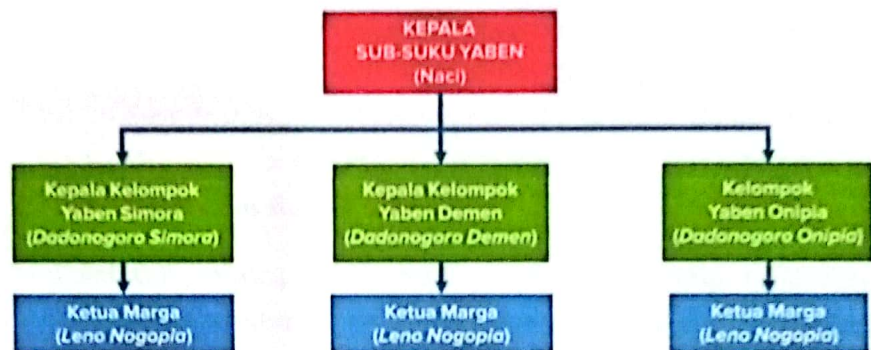 KEPALA
SUB-SUKU YABEN
(Naci)
Kepala Kelompok
Yaben Simora
(Dadonogoro Simora)
Kepala Kelompok
Yaben Demen
(Dadonogoro Demen)
Kelompok
Yaben Onipia
(Dadonogoro Onipia)
Ketua Marga
(Leno Nogopia)
Ketua Marga
(Leno Nogopia)
Ketua Marga
(Leno Nogopia)